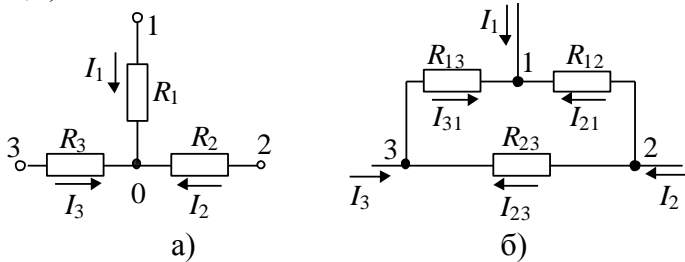 1
I₁
R₁
R₃ R₂
3 2
0
I₃ I₂
а)
I₁
R₁₃ 1 R₁₂
I₃₁ I₂₁
3 R₂₃ 2
I₃ I₂₃ I₂
б)